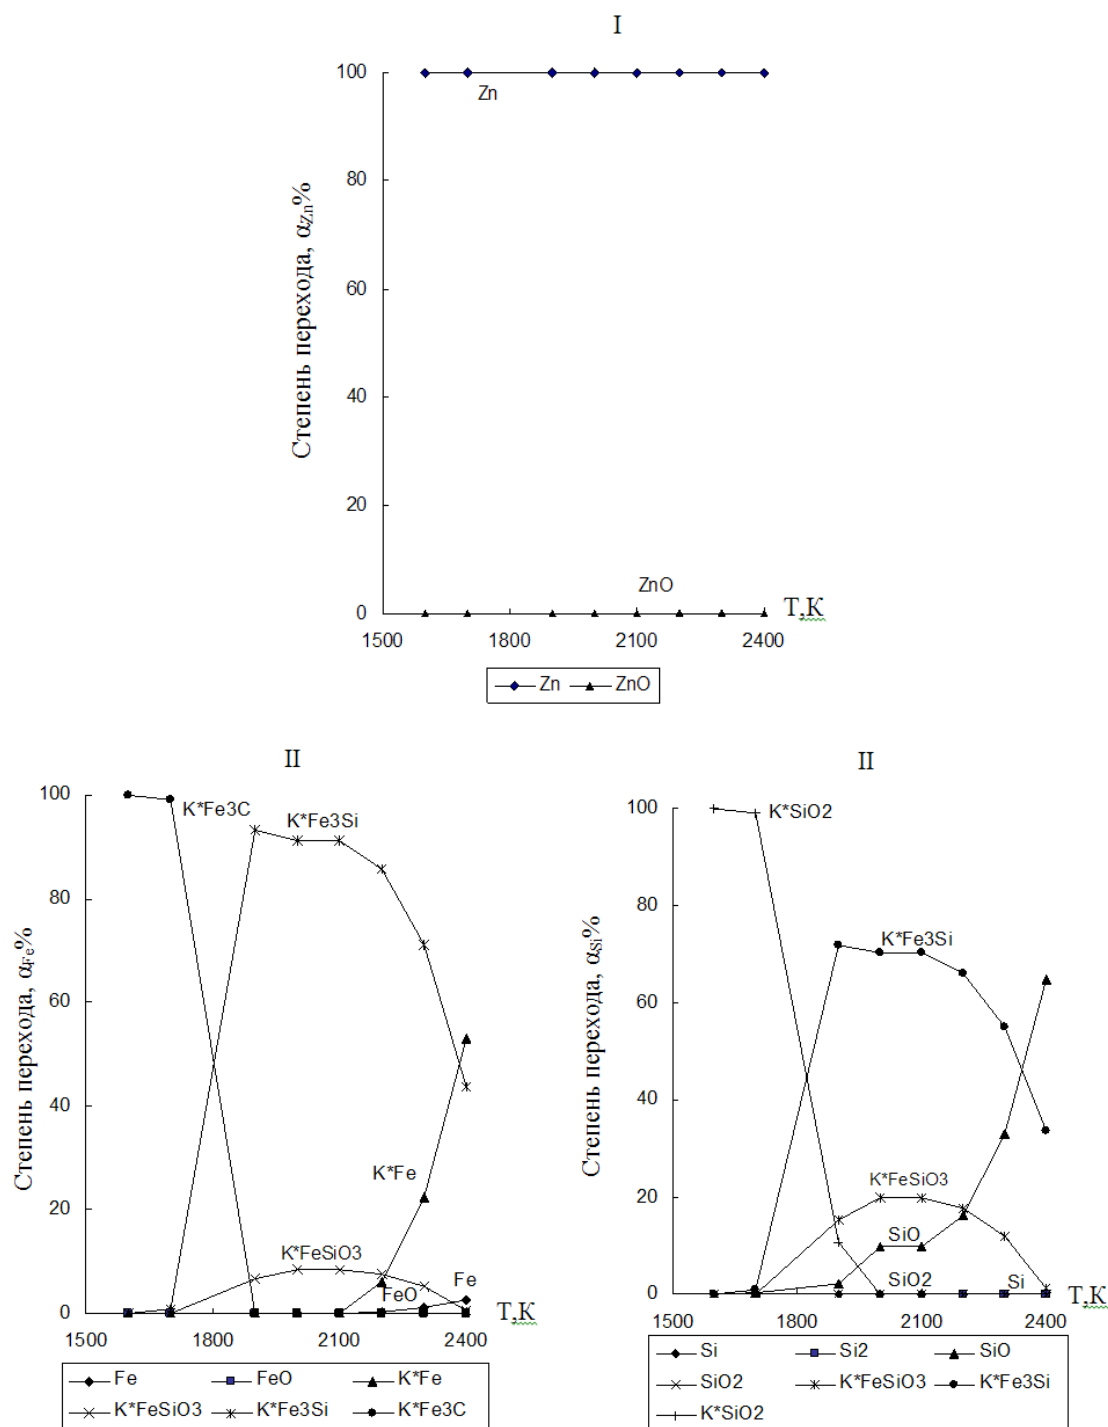 I
Степень перехода, αZn%
100
80
60
40
20
0
Zn
ZnO
1500 1800 2100 2400
T,K
Zn ZnO
II
Степень перехода, αFe%
100
80
60
40
20
0
K*Fe3C
K*Fe3Si
K*Fe
K*FeSiO3
FeO
Fe
1500 1800 2100 2400
T,K
Fe FeO K*Fe
K*FeSiO3 K*Fe3Si K*Fe3C
II
Степень перехода, αSi%
100
80
60
40
20
0
K*SiO2
K*Fe3Si
K*FeSiO3
SiO
SiO2
Si
1500 1800 2100 2400
T,K
Si Si2 SiO
SiO2 K*FeSiO3 K*Fe3Si
K*SiO2